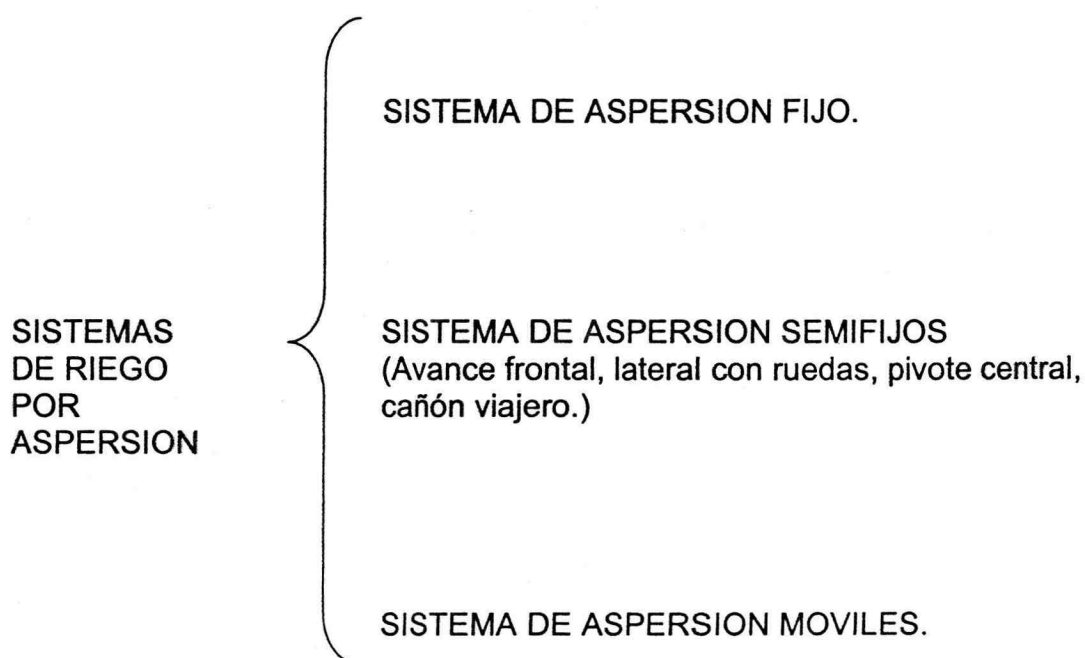 SISTEMA DE ASPERSION FIJO.
SISTEMAS
DE RIEGO
POR
ASPERSION
SISTEMA DE ASPERSION SEMIFIJOS
(Avance frontal, lateral con ruedas, pivote central,
cañón viajero.)
SISTEMA DE ASPERSION MOVILES.